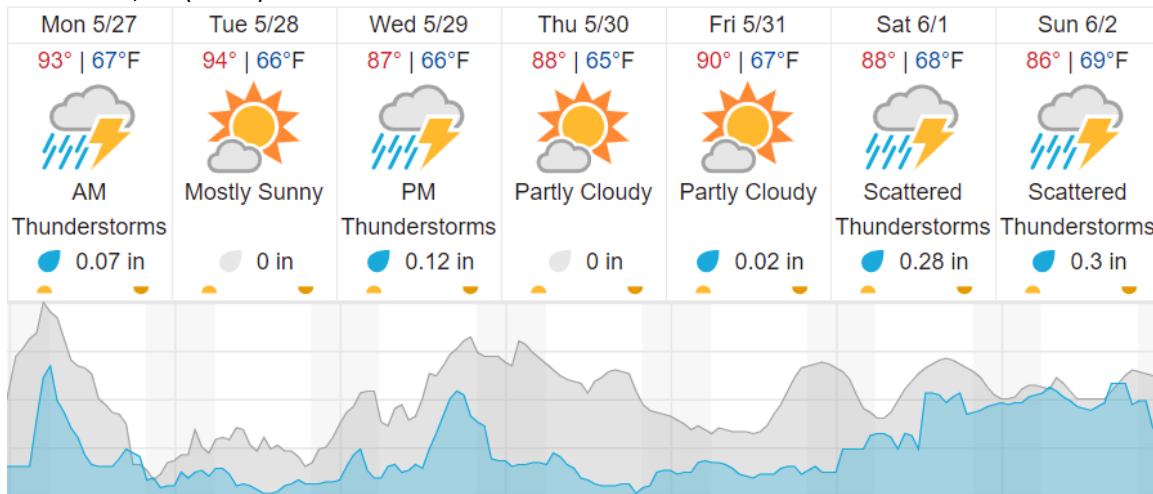 Mon 5/27 Tue 5/28 Wed 5/29 Thu 5/30 Fri 5/31 Sat 6/1 Sun 6/2
93° | 67°F 94° | 66°F 87° | 66°F 88° | 65°F 90° | 67°F 88° | 68°F 86° | 69°F
AM Mostly Sunny PM Partly Cloudy Partly Cloudy Scattered Scattered
Thunderstorms Thunderstorms Thunderstorms Thunderstorms
0.07 in 0 in 0.12 in 0 in 0.02 in 0.28 in 0.3 in